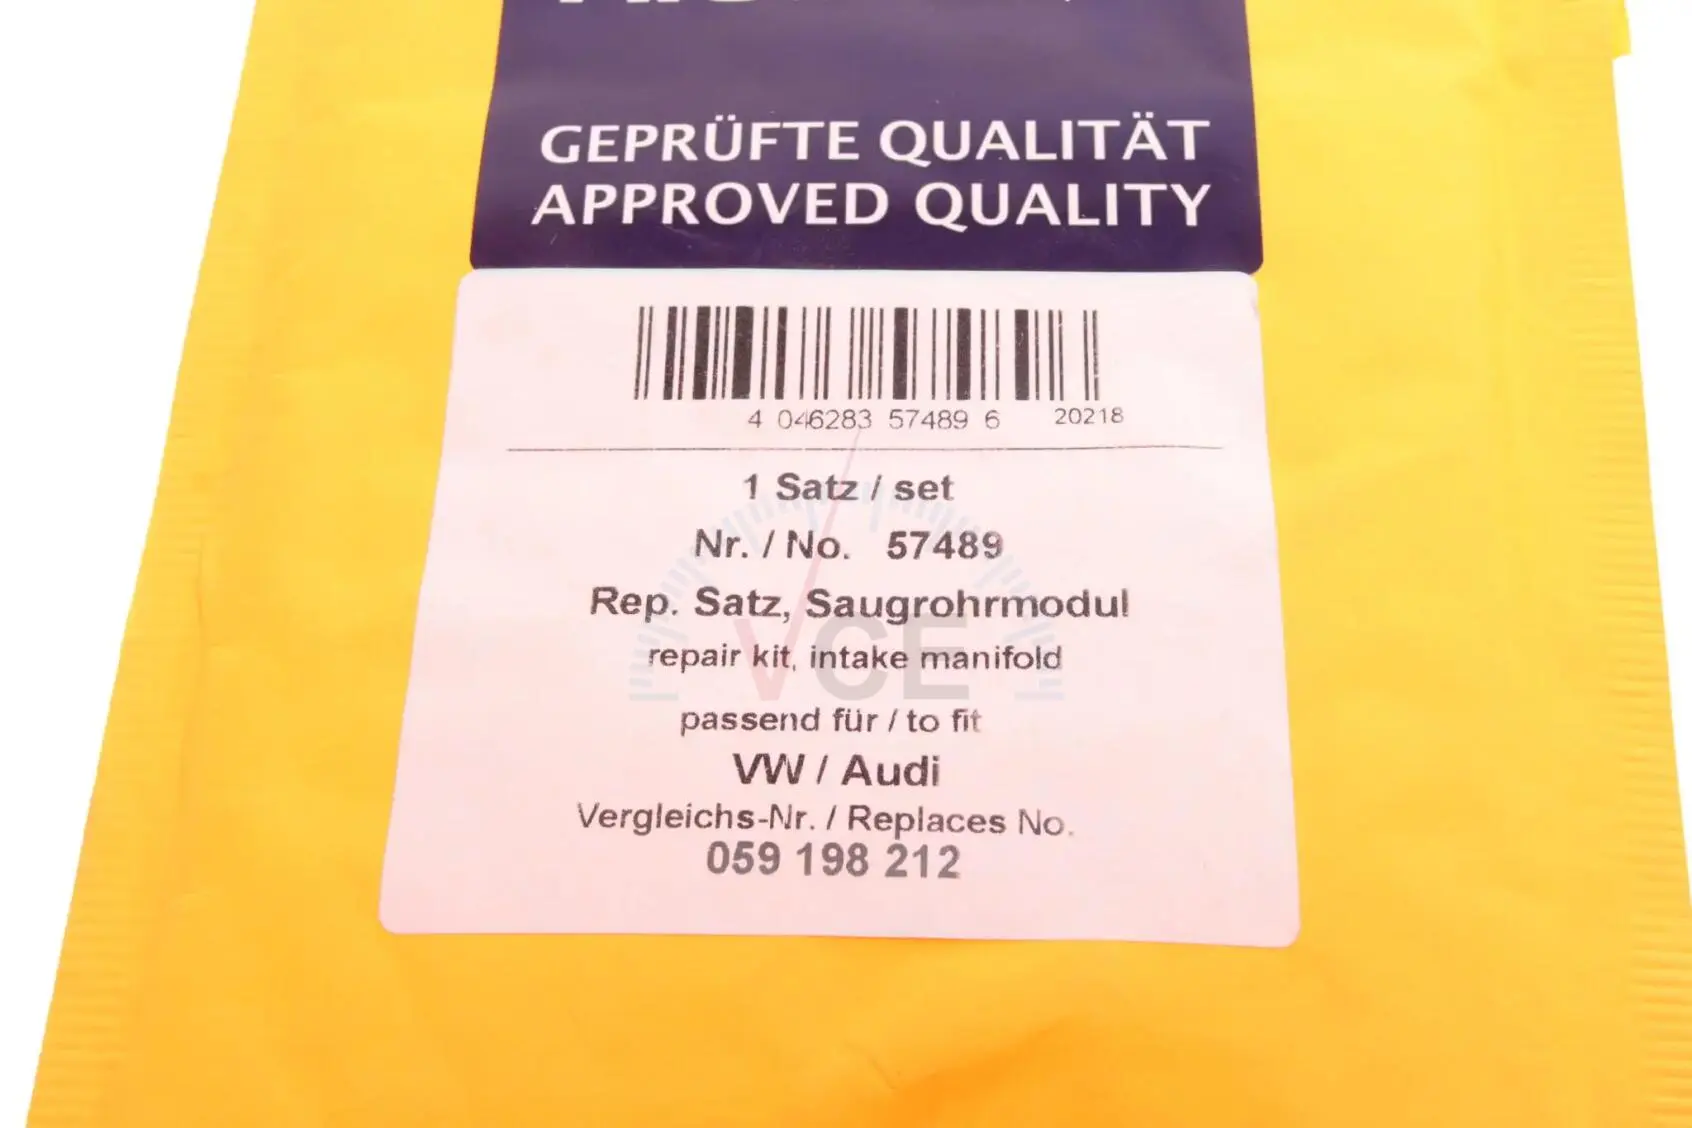 GEPRÜFTE QUALITÄT
APPROVED QUALITY
4 046283 57489 6 20218
1 Satz / set
Nr. / No. 57489
Rep. Satz, Saugrohrmodul
repair kit, intake manifold
VCE
passend für / to fit
VW / Audi
Vergleichs-Nr. / Replaces No.
059 198 212